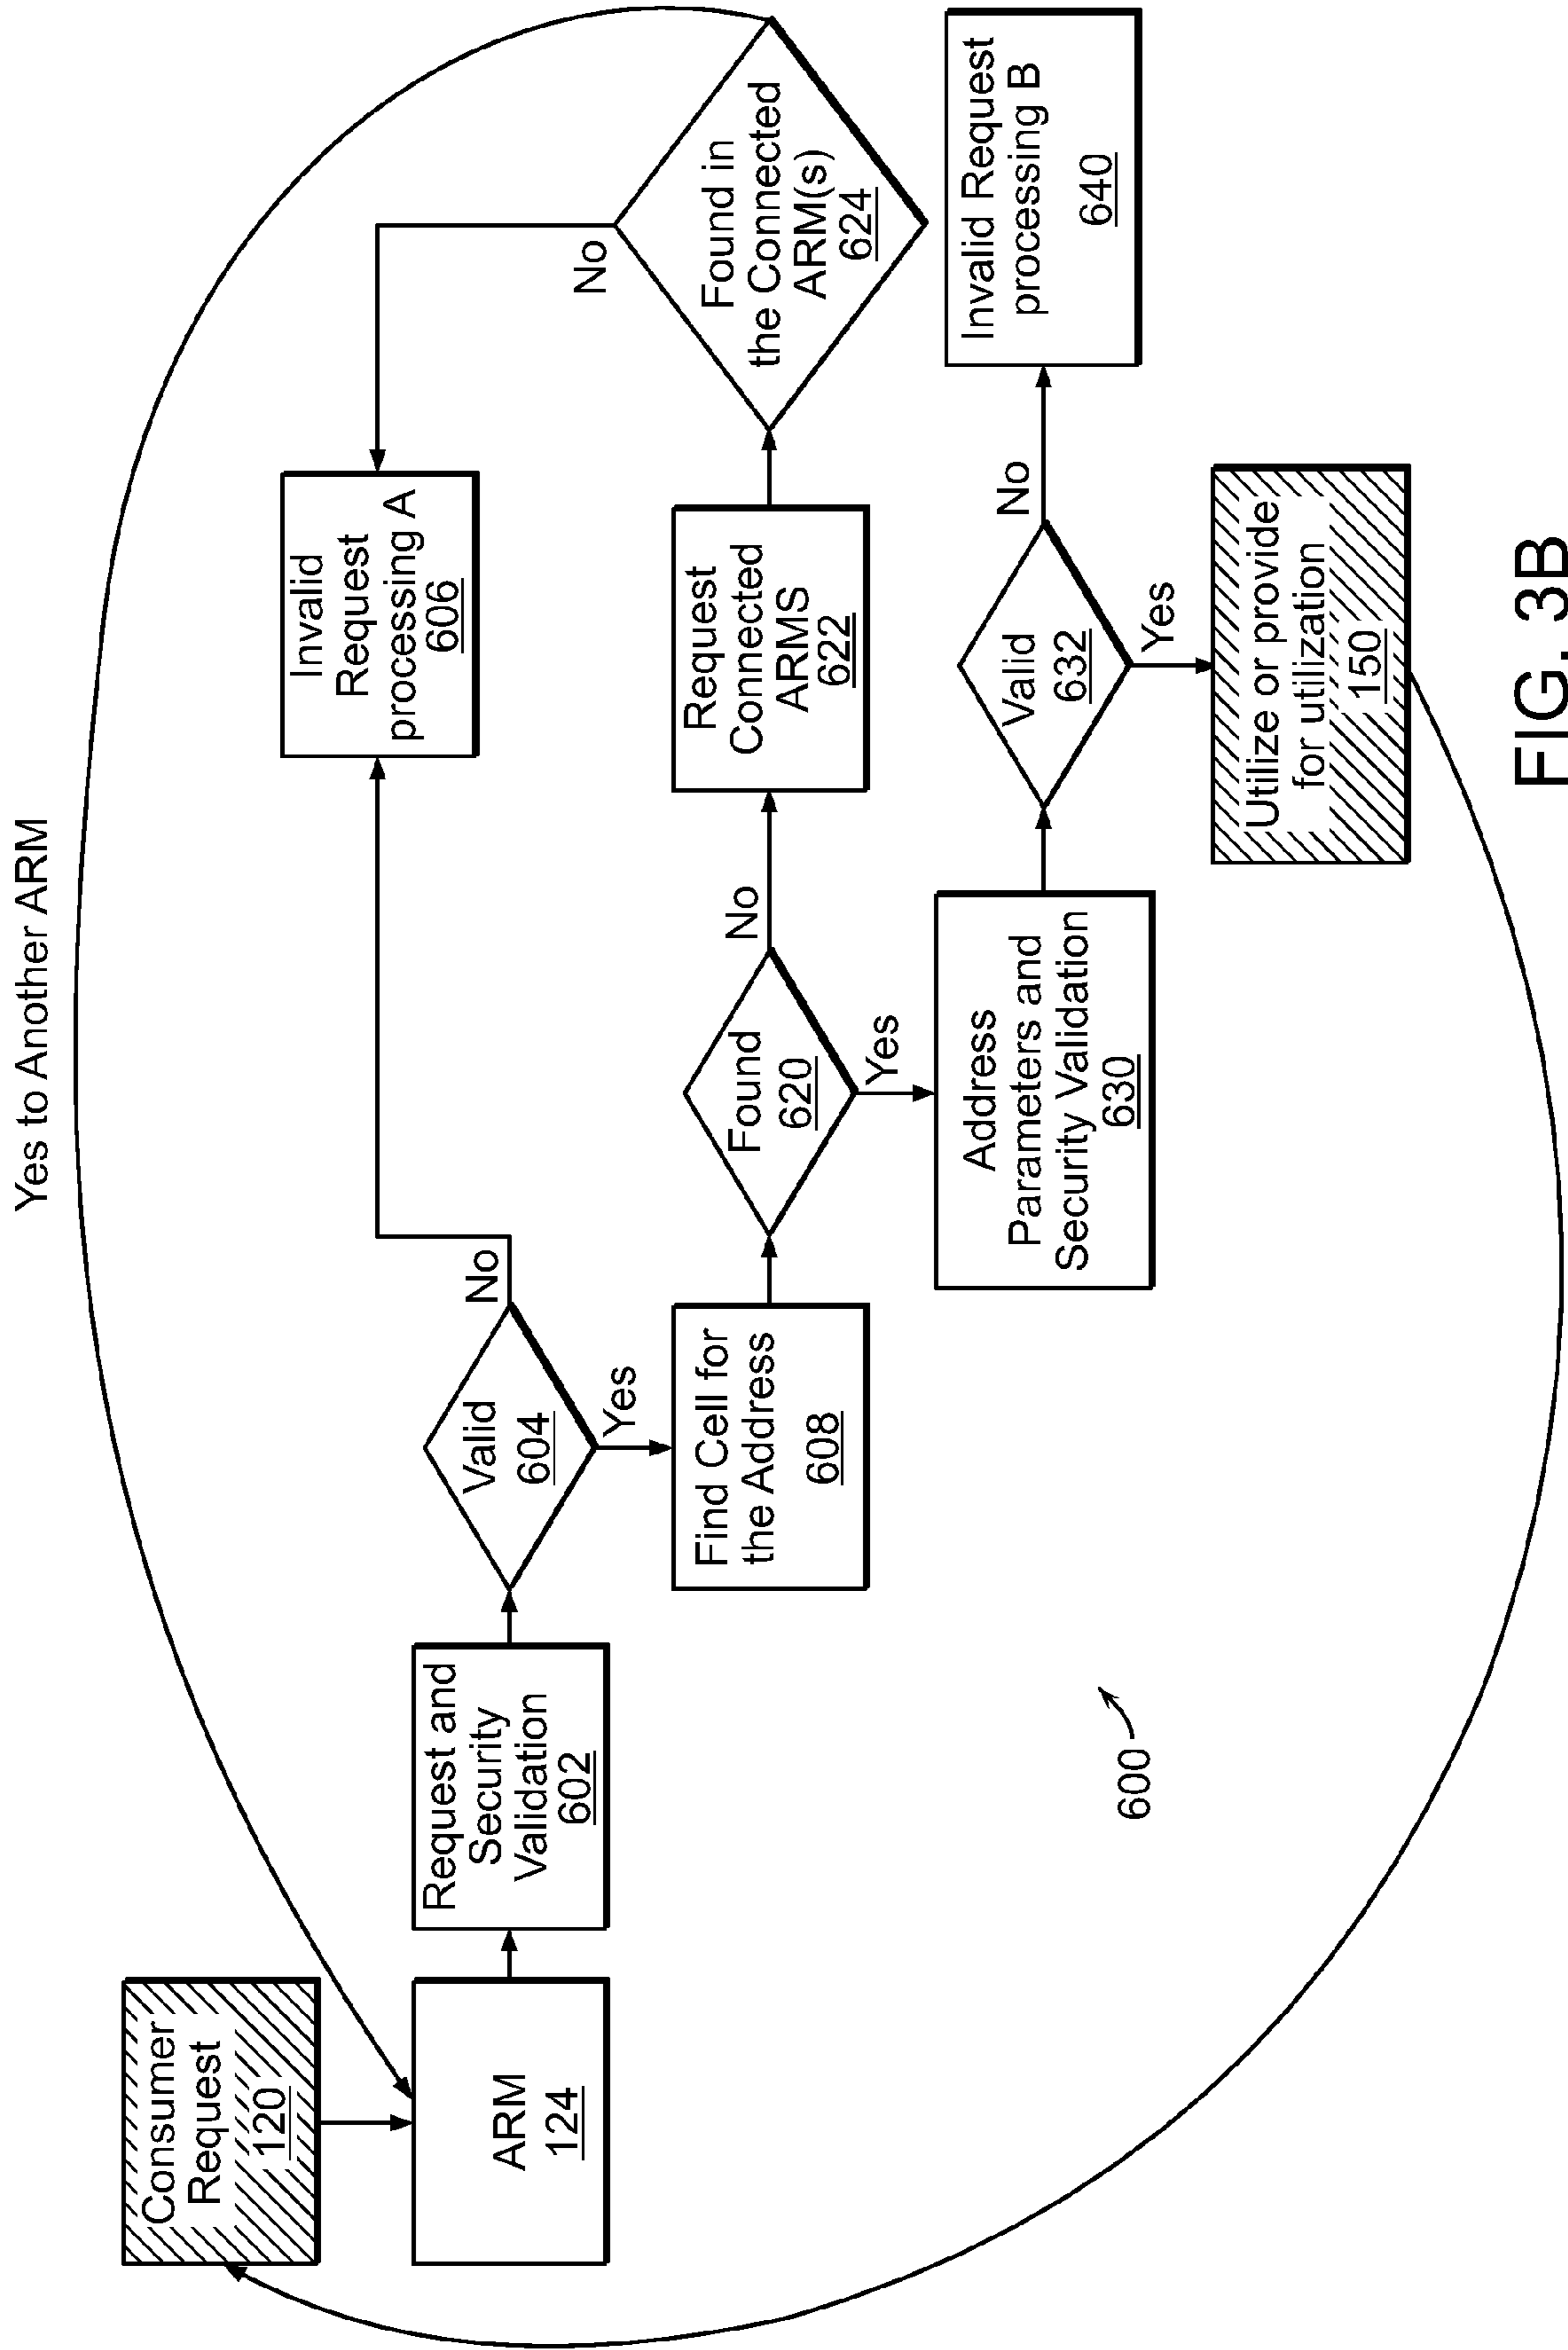 Yes to Another ARM
Consumer
Request
120
ARM
124
Request and
Security
Validation
602
Valid
604
No
Yes
Invalid
Request
processing A
606
Find Cell for
the Address
608
Found
620
No
Yes
Request
Connected
ARMS
622
Found in
the Connected
ARM(s)
624
No
Address
Parameters and
Security Validation
630
Valid
632
No
Yes
Invalid Request
processing B
640
Utilize or provide
for utilization
150
600
FIG. 3B